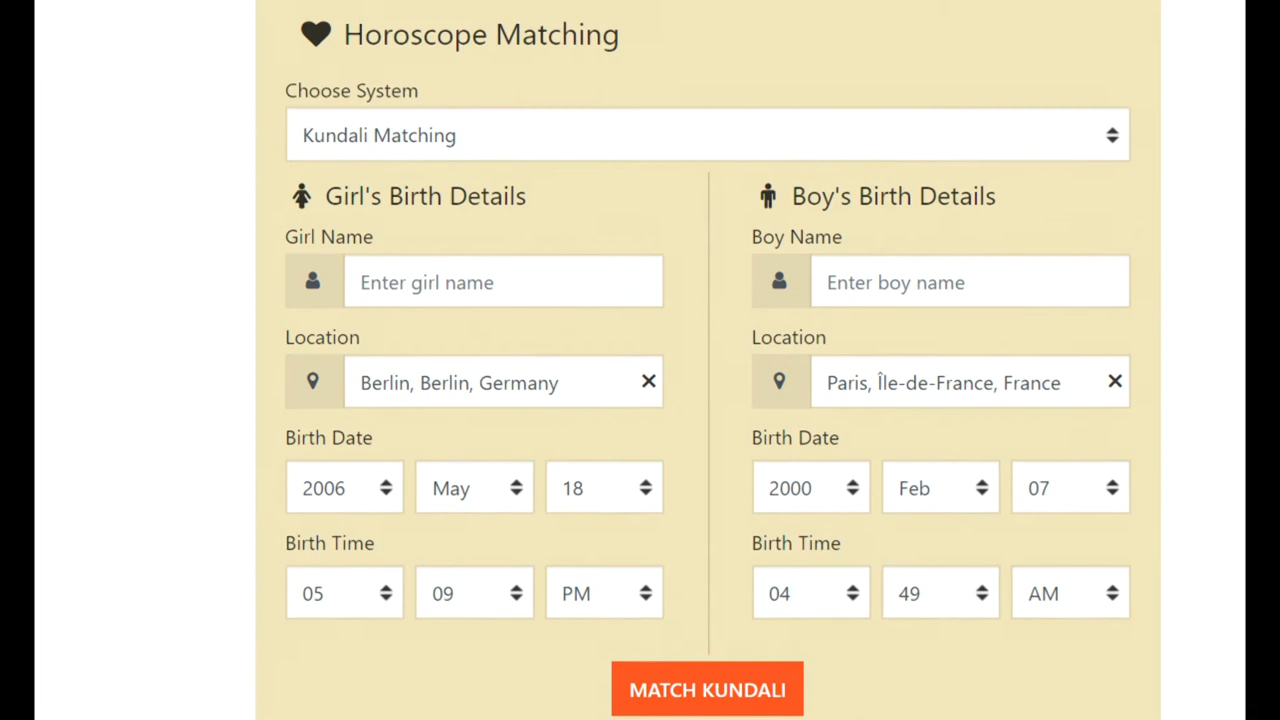 Horoscope Matching
Choose System
Kundali Matching
Girl's Birth Details
Girl Name
Enter girl name
Location
Berlin, Berlin, Germany
Birth Date
2006 May 18
Birth Time
05 09 PM
Boy's Birth Details
Boy Name
Enter boy name
Location
Paris, Île-de-France, France
Birth Date
2000 Feb 07
Birth Time
04 49 AM
MATCH KUNDALI